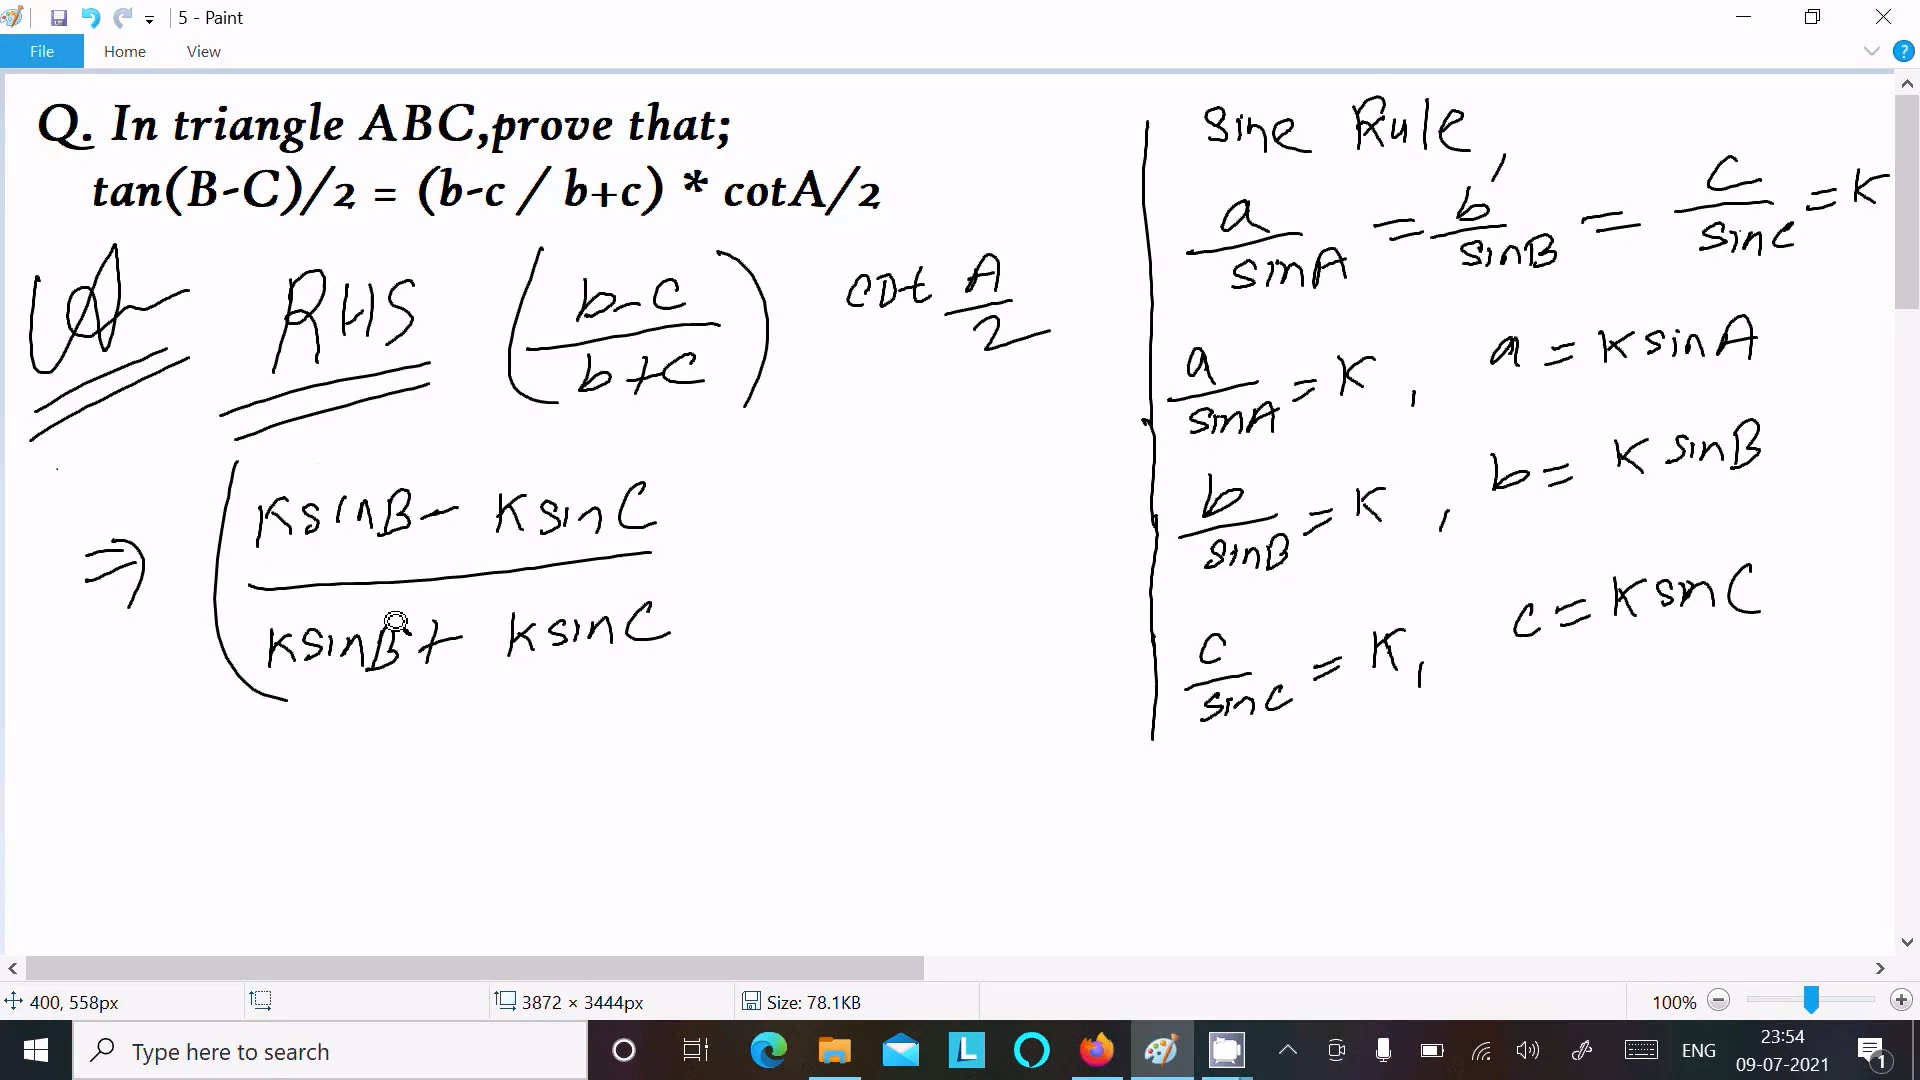 5 - Paint
File Home View
Q. In triangle ABC,prove that;
tan(B-C)/2 = (b-c / b+c) * cotA/2
RHS (b-c / b+c) cot A/2
⇒ (KsinB - KsinC / KsinB + KsinC
Sine Rule,
a/sinA = b/sinB = c/sinC = K
a/sinA = K, a = KsinA
b/sinB = K, b = K sinB
c/sinC = K, c = KsinC
400, 558px 3872 × 3444px Size: 78.1KB 100%
Type here to search
L
ENG
23:54
09-07-2021
1